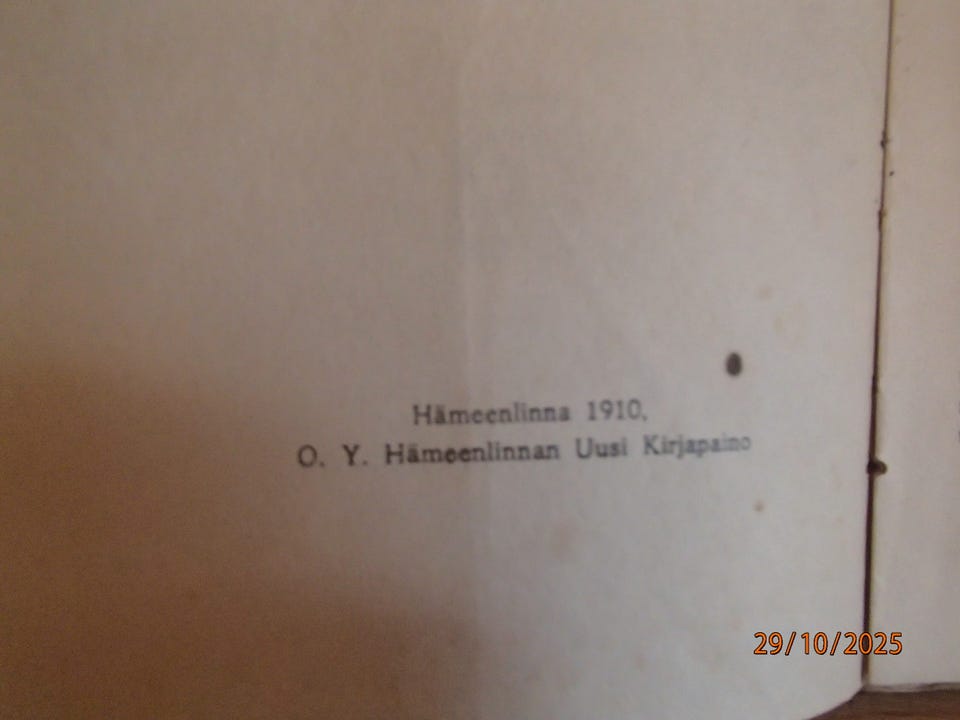 Hämeenlinna 1910,
O. Y. Hämeenlinnan Uusi Kirjapaino
29/10/2025